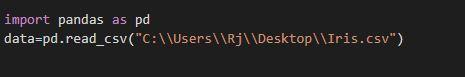 import pandas as pd
data=pd.read_csv("C:\\Users\\Rj\\Desktop\\Iris.csv")